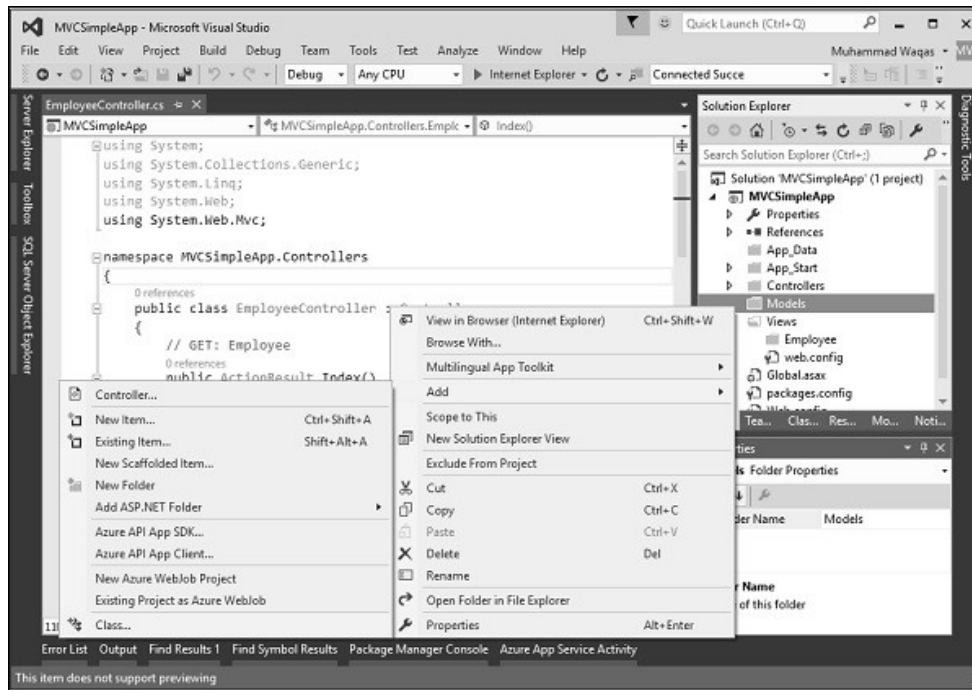 MVCSimpleApp - Microsoft Visual Studio
Quick Launch (Ctrl+Q)
File Edit View Project Build Debug Team Tools Test Analyze Window Help
Muhammad Waqas
Debug Any CPU Internet Explorer Connected Succe
Server Explorer
Toolbox
SQL Server Object Explorer
EmployeeController.cs
MVCSimpleApp MVCSimpleApp.Controllers.Emplc Index()
using System;
using System.Collections.Generic;
using System.Linq;
using System.Web;
using System.Web.Mvc;
namespace MVCSimpleApp.Controllers
{
0 references
public class EmployeeController :
{
// GET: Employee
0 references
public ActionResult Index()
Controller...
New Item... Ctrl+Shift+A
Existing Item... Shift+Alt+A
New Scaffolded Item...
New Folder
Add ASP.NET Folder
Azure API App SDK...
Azure API App Client...
New Azure WebJob Project
Existing Project as Azure WebJob
Class...
View in Browser (Internet Explorer) Ctrl+Shift+W
Browse With...
Multilingual App Toolkit
Add
Scope to This
New Solution Explorer View
Exclude From Project
Cut Ctrl+X
Copy Ctrl+C
Paste Ctrl+V
Delete Del
Rename
Open Folder in File Explorer
Properties Alt+Enter
Solution Explorer
Search Solution Explorer (Ctrl+;)
Solution 'MVCSimpleApp' (1 project)
MVCSimpleApp
Properties
References
App_Data
App_Start
Controllers
Models
Views
Employee
web.config
Global.asax
packages.config
Tea... Clas... Res... Mo... Noti...
ties
ls Folder Properties
der Name Models
r Name
of this folder
Diagnostic Tools
Error List Output Find Results 1 Find Symbol Results Package Manager Console Azure App Service Activity
This item does not support previewing